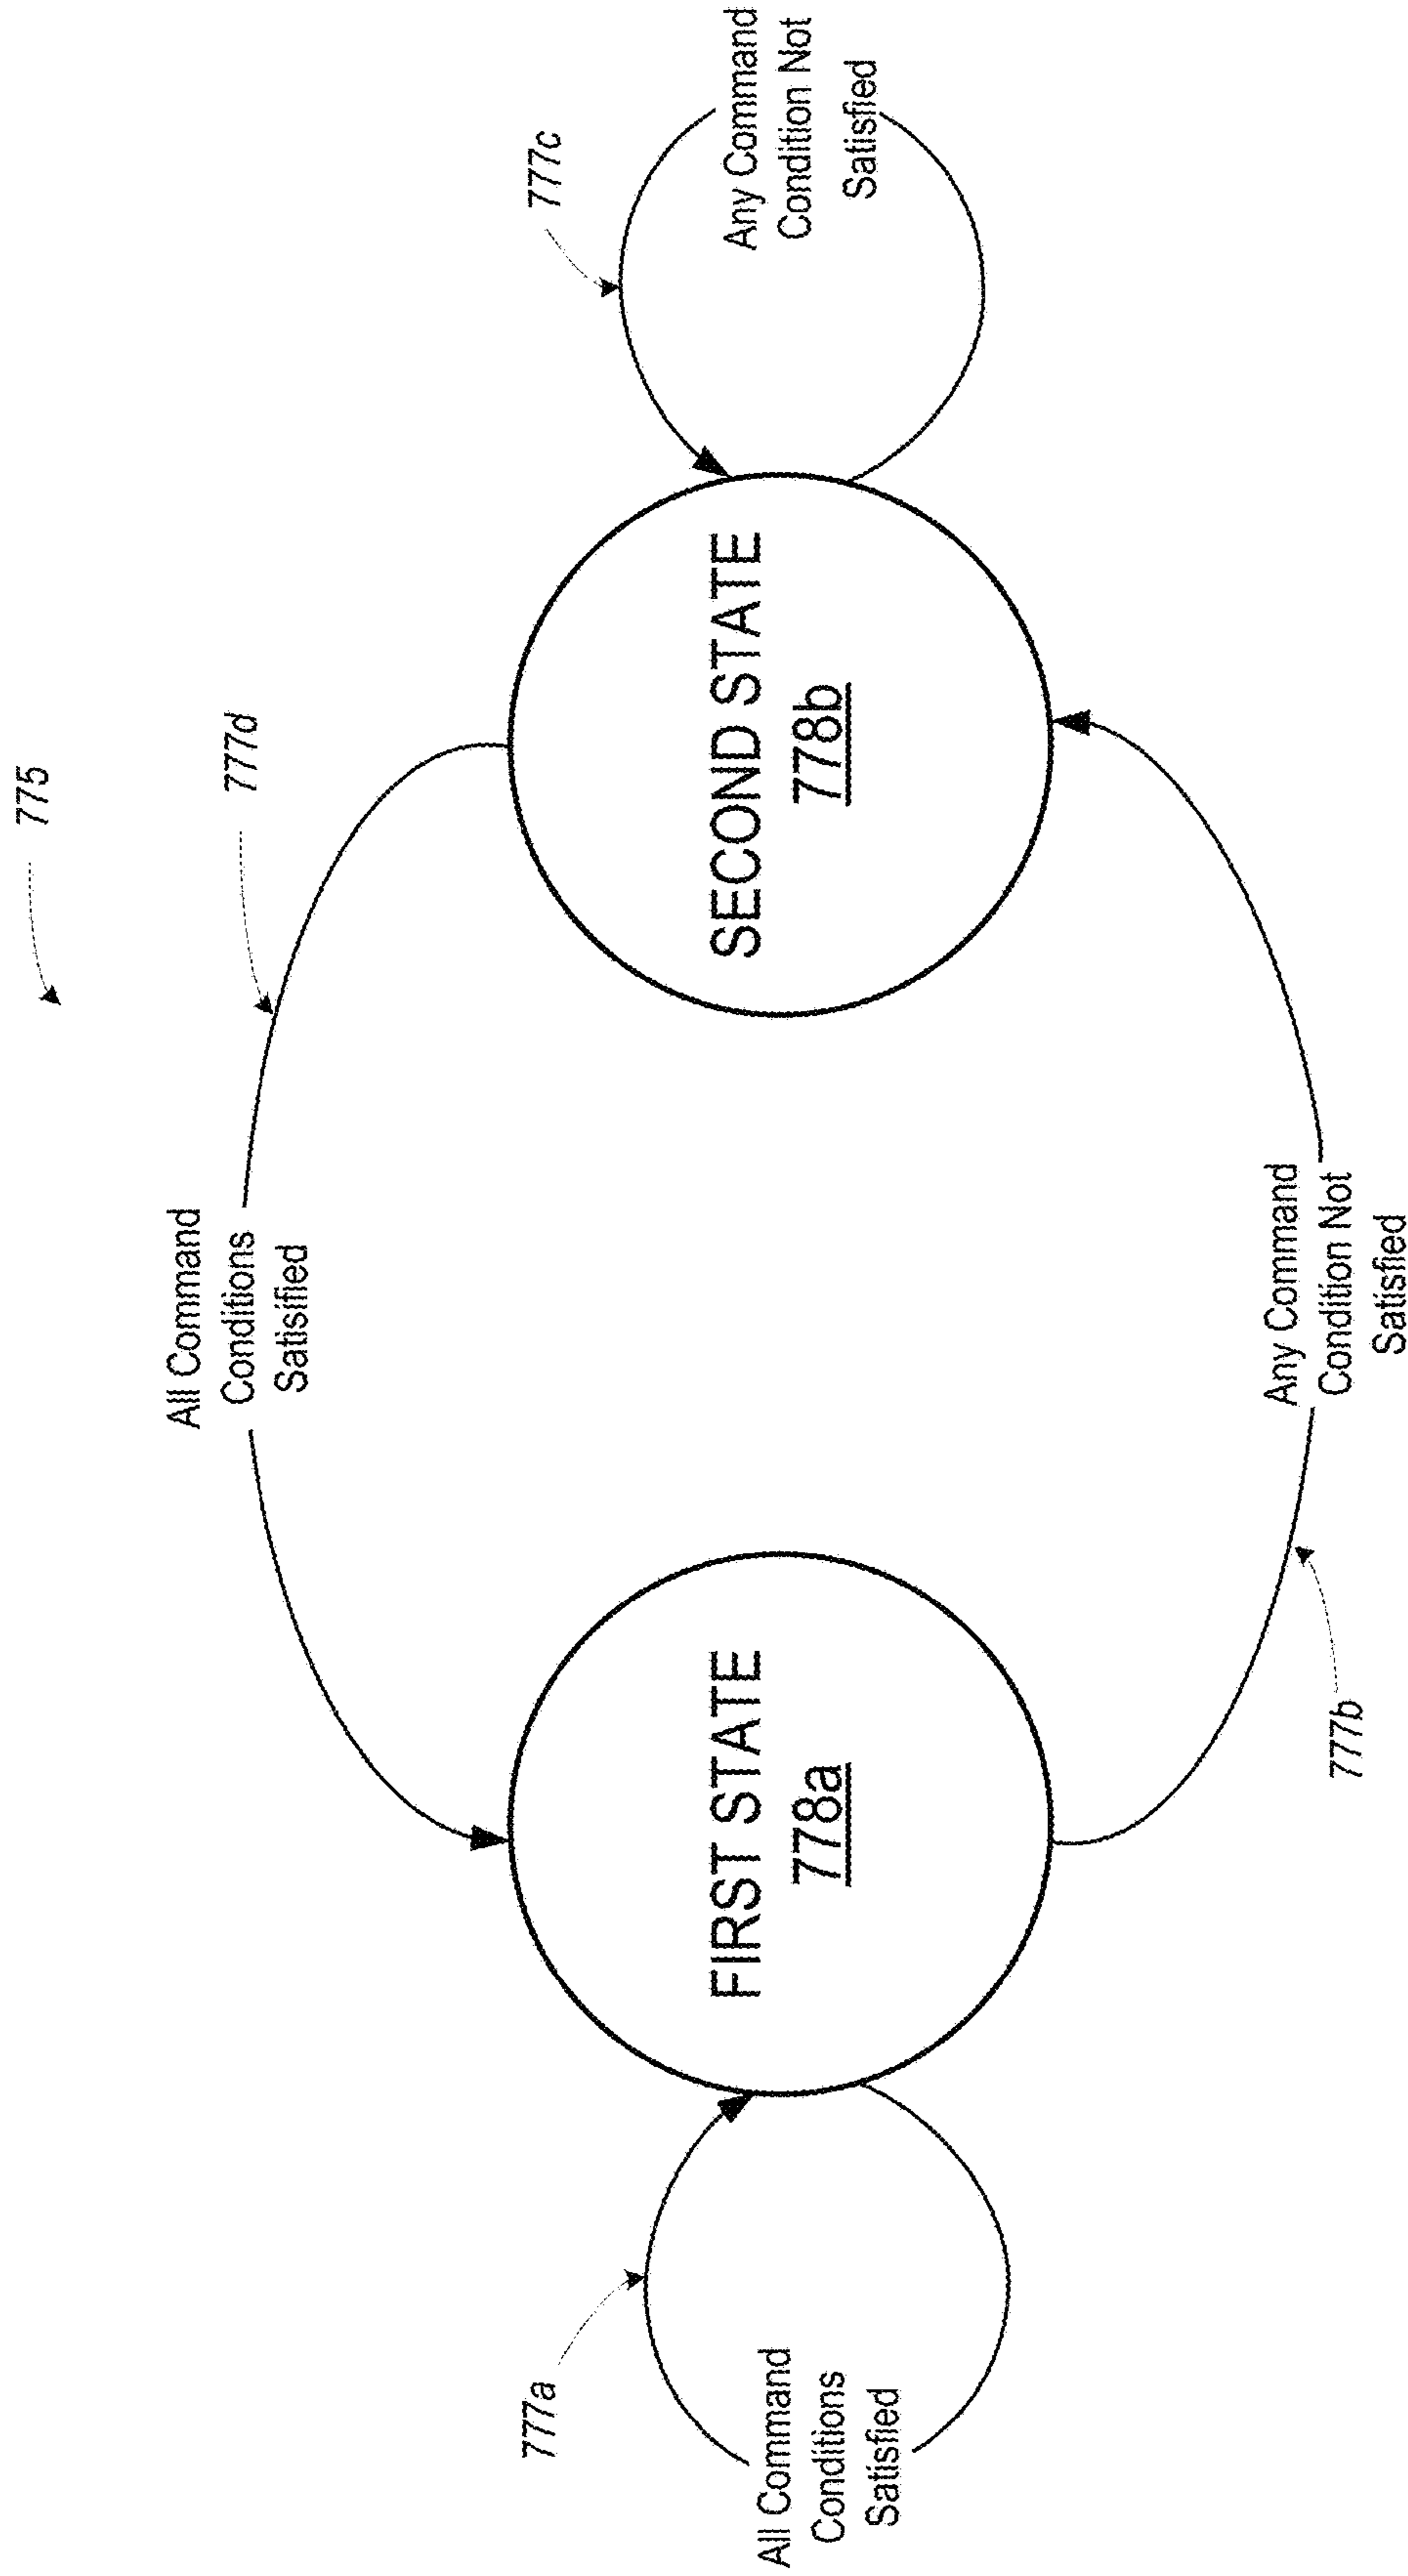 775
777d
All Command
Conditions
Satisified
777a
777c
All Command
Conditions
Satisfied
FIRST STATE
778a
SECOND STATE
778b
Any Command
Condition Not
Satisfied
777b
Any Command
Condition Not
Satisfied